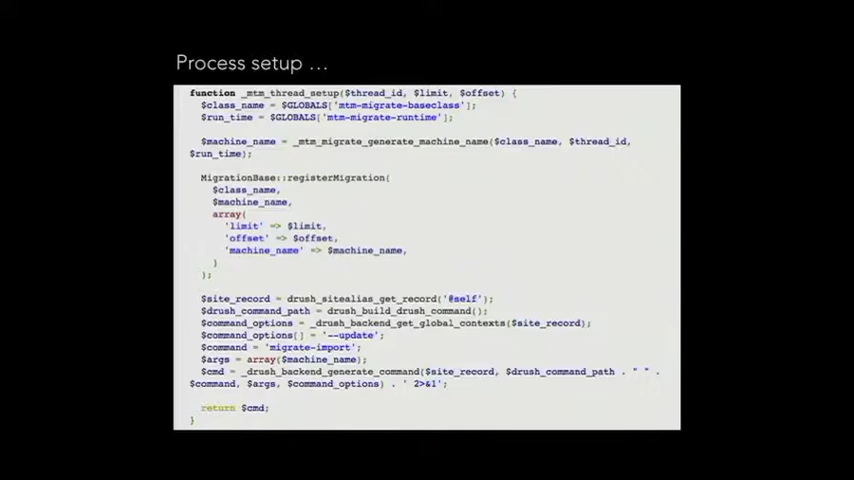 Process setup ...
function _mtm_thread_setup($thread_id, $limit, $offset) {
$class_name = $GLOBALS['mtm-migrate-baseclass'];
$run_time = $GLOBALS['mtm-migrate-runtime'];
$machine_name = _mtm_migrate_generate_machine_name($class_name, $thread_id,
$run_time);
MigrationBase::registerMigration(
$class_name,
$machine_name,
array(
'limit' => $limit,
'offset' => $offset,
'machine_name' => $machine_name,
)
);
$site_record = drush_sitealias_get_record('@self');
$drush_command_path = drush_build_drush_command();
$command_options = _drush_backend_get_global_contexts($site_record);
$command_options[] = '--update';
$command = 'migrate-import';
$args = array($machine_name);
$cmd = _drush_backend_generate_command($site_record, $drush_command_path . " " .
$command, $args, $command_options) . ' 2>&1';
return $cmd;
}